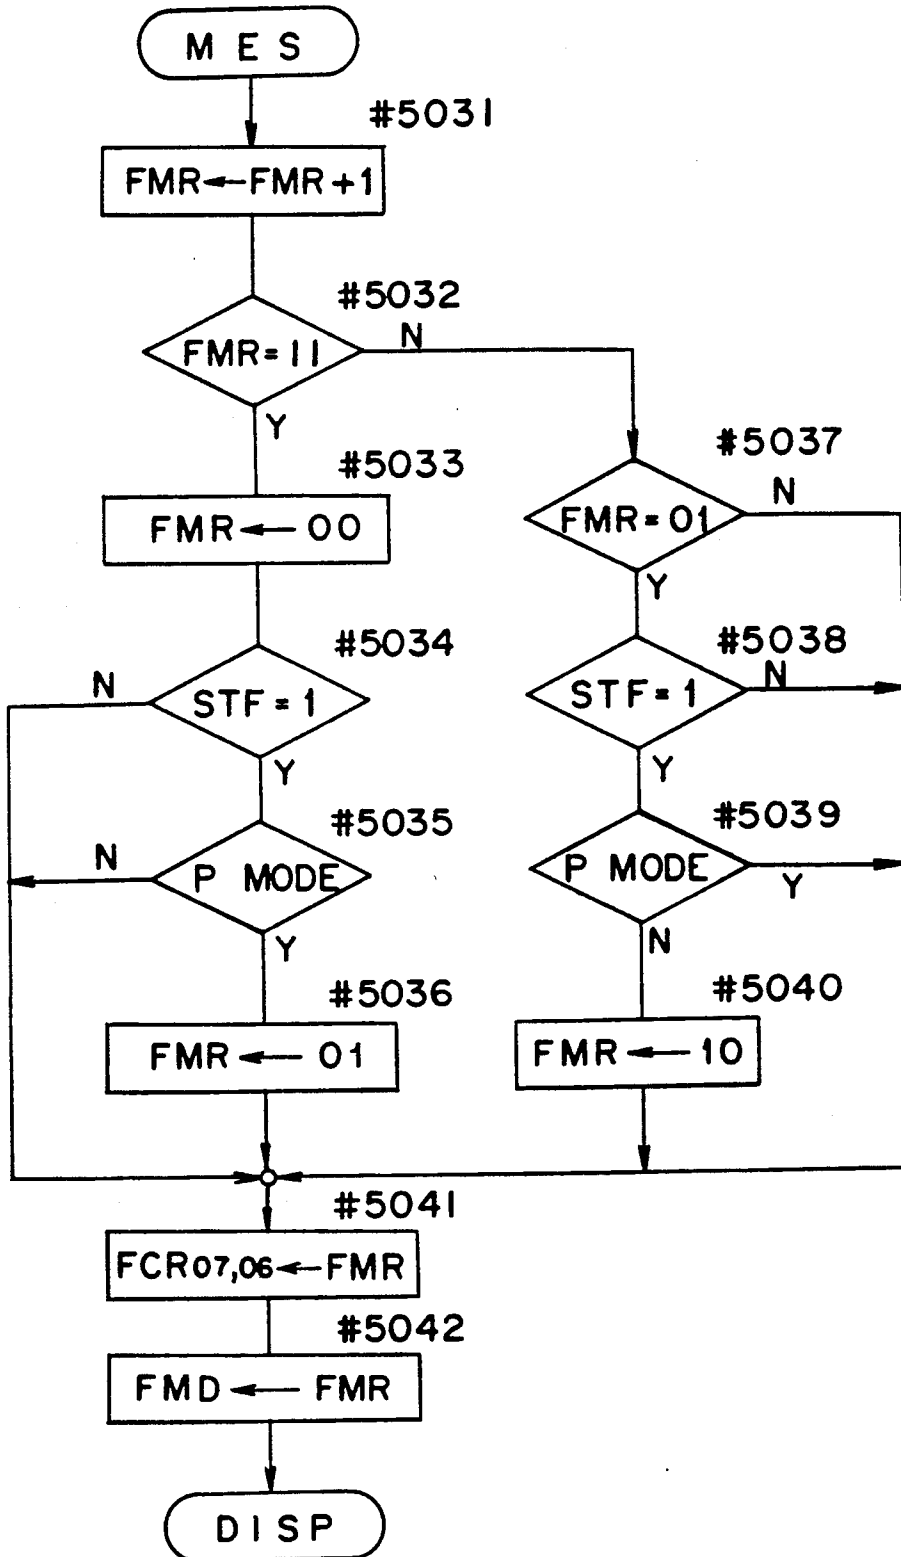 MES
#5031
FMR←FMR+1
#5032
FMR=11
N
Y
#5033
FMR←00
#5034
STF=1
N
Y
#5035
P MODE
N
Y
#5036
FMR←01
#5037
FMR=01
N
Y
#5038
STF=1
N
Y
#5039
P MODE
Y
N
#5040
FMR←10
#5041
FCR07,06←FMR
#5042
FMD←FMR
DISP